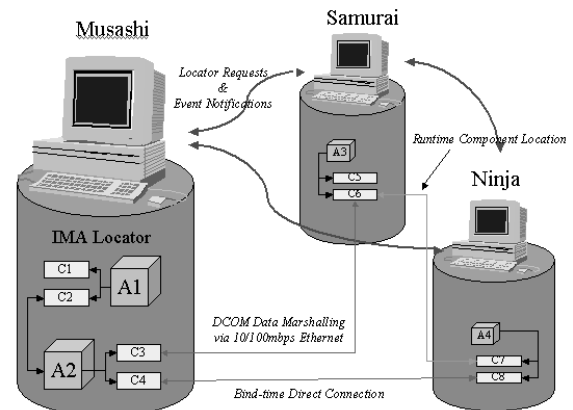 Musashi
Samurai
Locator Requests
&
Event Notifications
Runtime Component Location
A3
C5
C6
Ninja
IMA Locator
C1
C2
A1
A2
C3
C4
DCOM Data Marshalling
via 10/100mbps Ethernet
A4
C7
C8
Bind-time Direct Connection